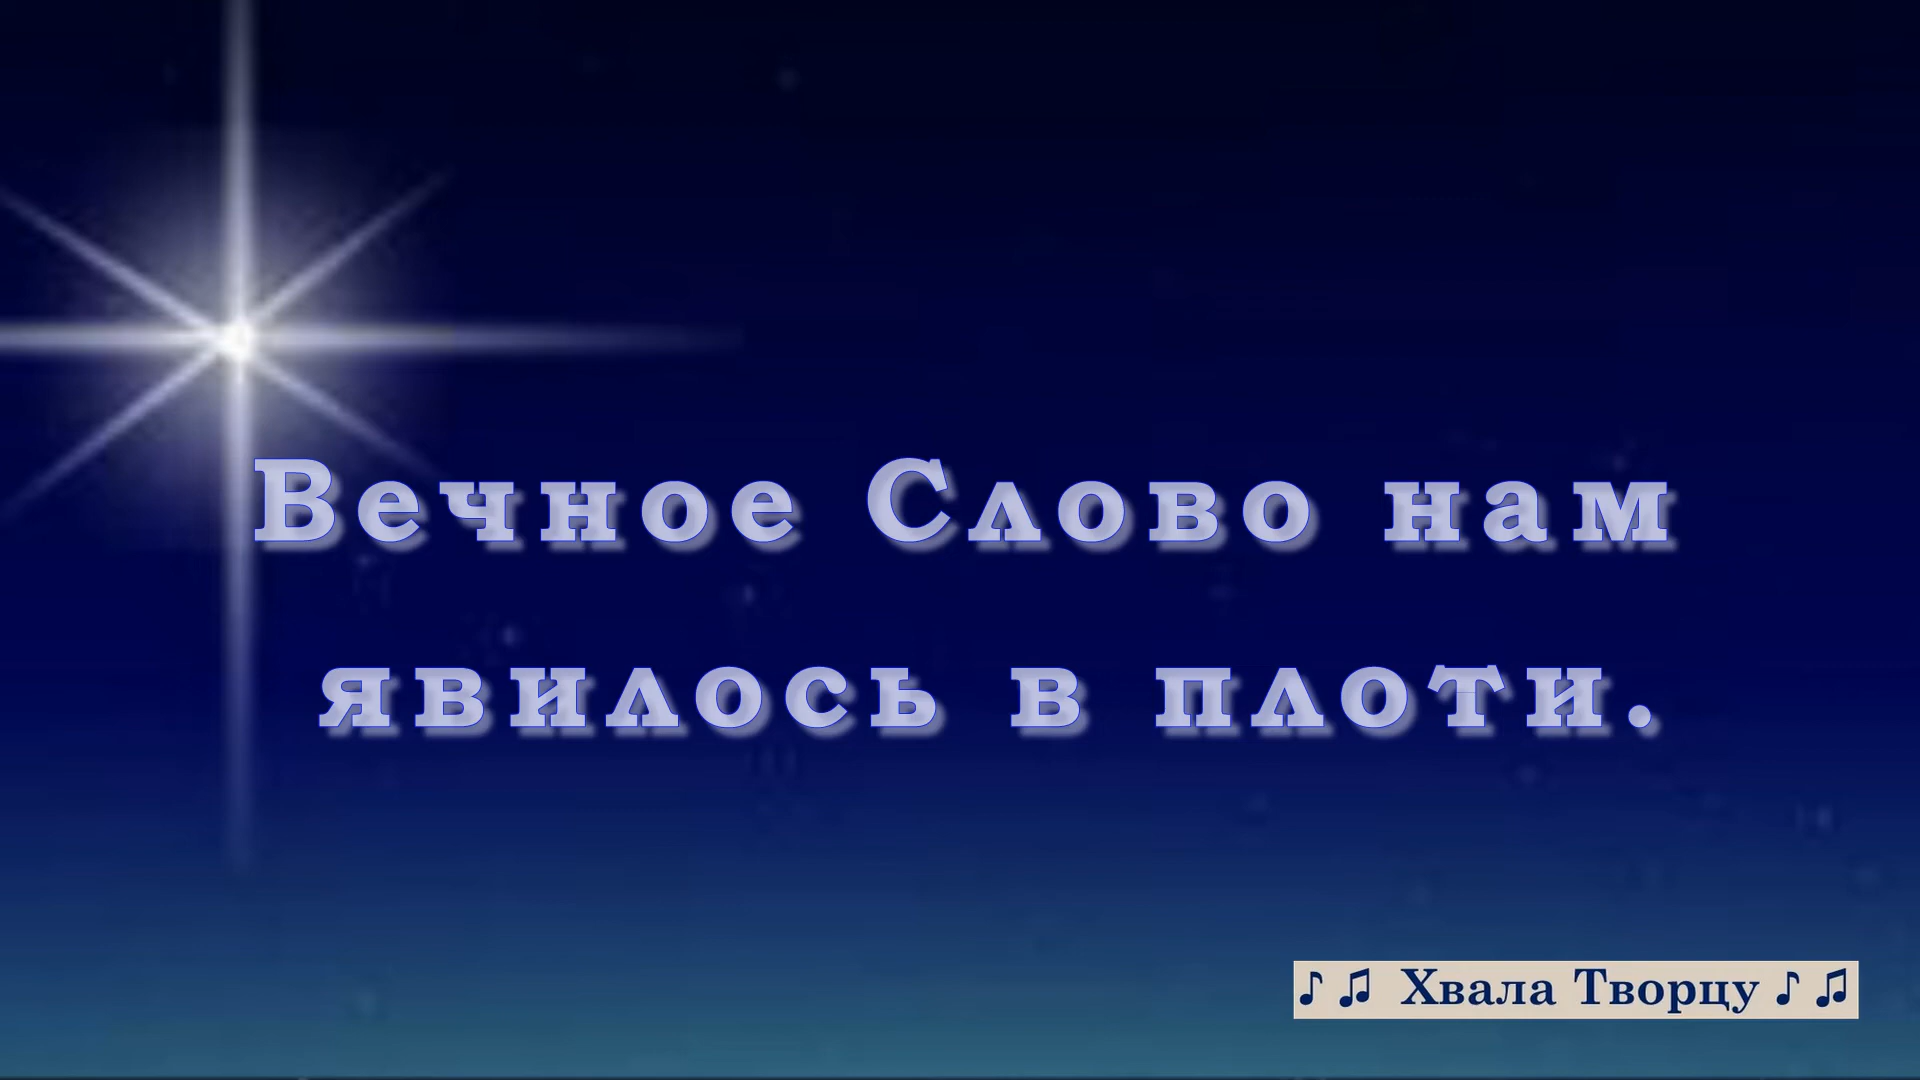 Вечное Слово нам
явилось в плоти.
♪ ♫ Хвала Творцу ♪ ♫